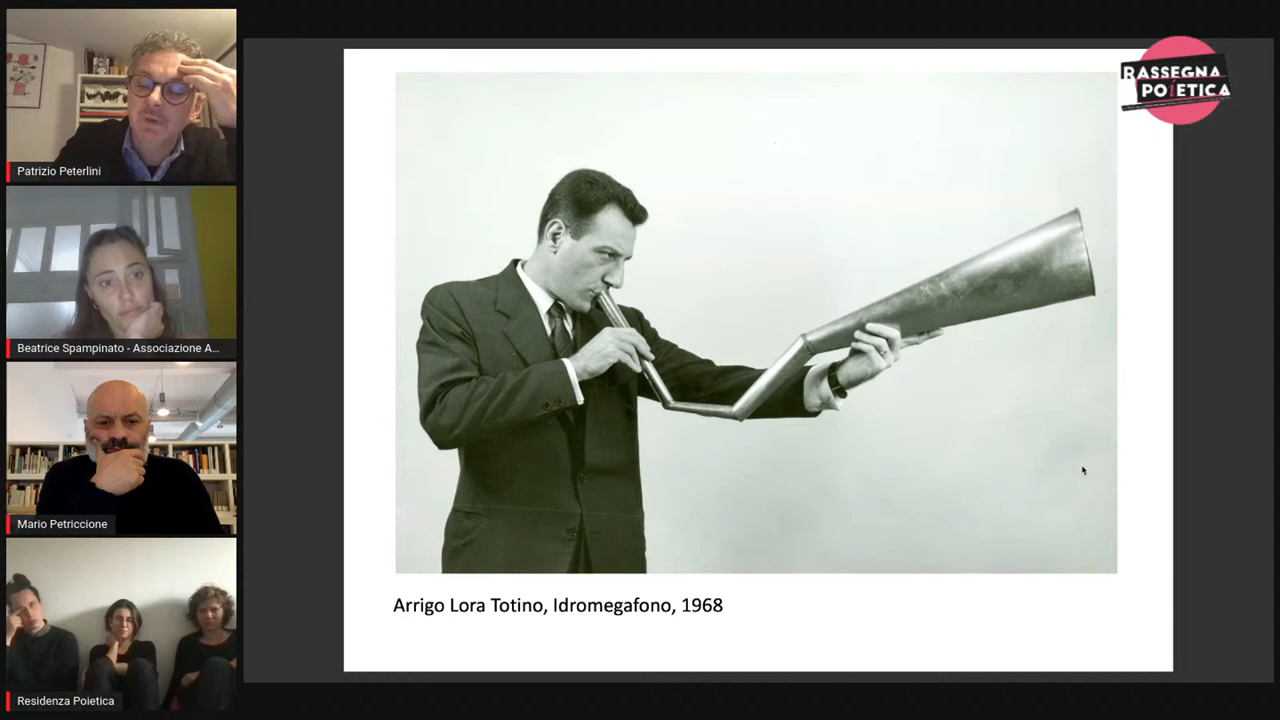 Patrizio Peterlini
Beatrice Spampinato - Associazione A...
Mario Petriccione
Residenza Poietica
RASSEGNA
POiETICA
Arrigo Lora Totino, Idromegafono, 1968